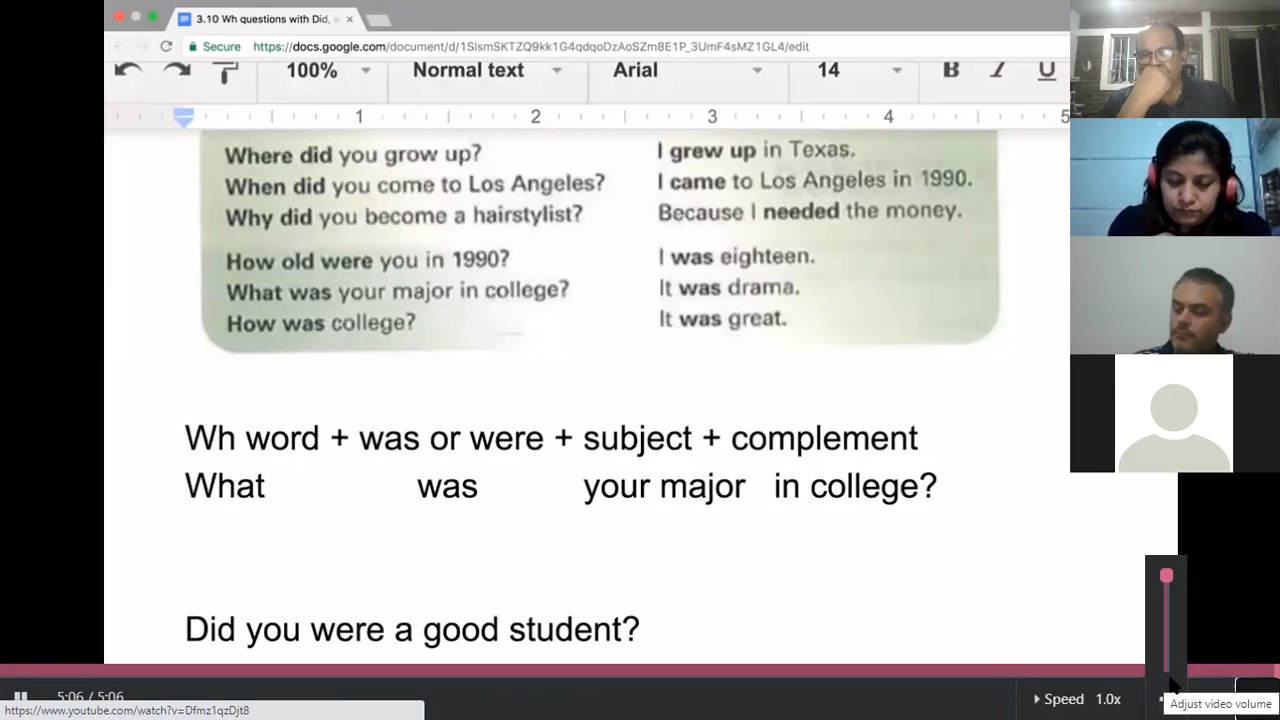 3.10 Wh questions with Did,
Secure https://docs.google.com/document/d/1SlsmSKTZQ9kk1G4qdqoDzAoSZm8E1P_3UmF4sMZ1GL4/edit
100% Normal text Arial 14 B I U
1 2 3 4 5
Where did you grow up? I grew up in Texas.
When did you come to Los Angeles? I came to Los Angeles in 1990.
Why did you become a hairstylist? Because I needed the money.
How old were you in 1990? I was eighteen.
What was your major in college? It was drama.
How was college? It was great.
Wh word + was or were + subject + complement
What was your major in college?
Did you were a good student?
5:06 / 5:06 Speed 1.0x
Adjust video volume
https://www.youtube.com/watch?v=Dfmz1qzDjt8